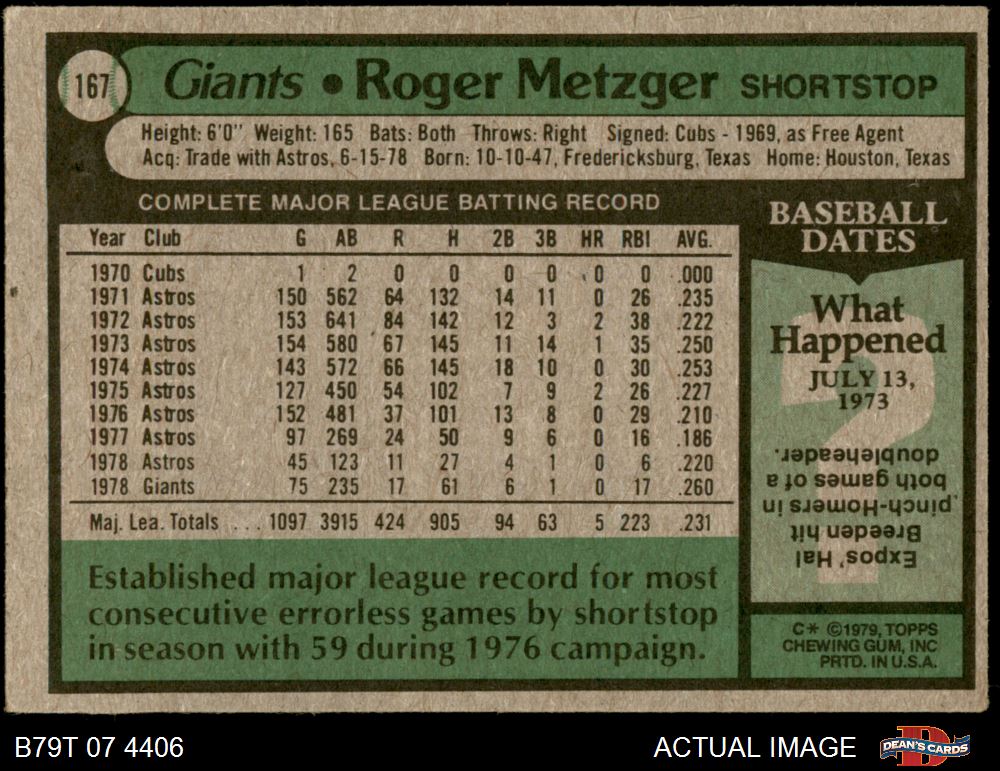 167
Giants • Roger Metzger SHORTSTOP
Height: 6'0" Weight: 165 Bats: Both Throws: Right Signed: Cubs - 1969, as Free Agent
Acq: Trade with Astros, 6-15-78 Born: 10-10-47, Fredericksburg, Texas Home: Houston, Texas
COMPLETE MAJOR LEAGUE BATTING RECORD
Year Club G AB R H 2B 3B HR RBI AVG.
1970 Cubs 1 2 0 0 0 0 0 0 .000
1971 Astros 150 562 64 132 14 11 0 26 .235
1972 Astros 153 641 84 142 12 3 2 38 .222
1973 Astros 154 580 67 145 11 14 1 35 .250
1974 Astros 143 572 66 145 18 10 0 30 .253
1975 Astros 127 450 54 102 7 9 2 26 .227
1976 Astros 152 481 37 101 13 8 0 29 .210
1977 Astros 97 269 24 50 9 6 0 16 .186
1978 Astros 45 123 11 27 4 1 0 6 .220
1978 Giants 75 235 17 61 6 1 0 17 .260
Maj. Lea. Totals ... 1097 3915 424 905 94 63 5 223 .231
Established major league record for most
consecutive errorless games by shortstop
in season with 59 during 1976 campaign.
BASEBALL
DATES
What
Happened
JULY 13,
1973
Expos' Hal
Breeden hit
pinch-Homers in
both games of a
doubleheader.
C* ©1979, TOPPS
CHEWING GUM, INC
PRTD. IN U.S.A.
B79T 07 4406
ACTUAL IMAGE
DEAN'S CARDS